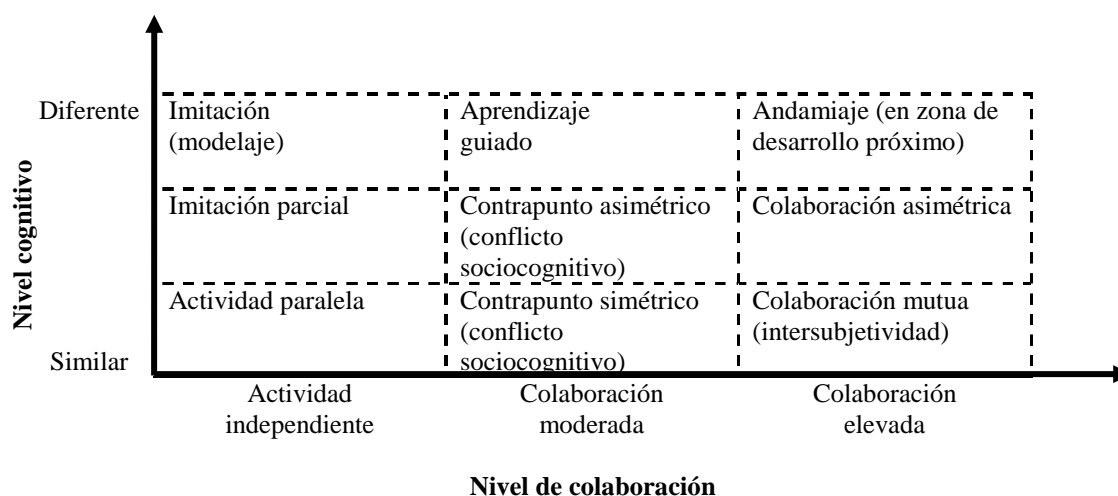 Nivel cognitivo
Diferente
Similar
Imitación
(modelaje)
Aprendizaje
guiado
Andamiaje (en zona de
desarrollo próximo)
Imitación parcial
Contrapunto asimétrico
(conflicto
sociocognitivo)
Colaboración asimétrica
Actividad paralela
Contrapunto simétrico
(conflicto
sociocognitivo)
Colaboración mutua
(intersubjetividad)
Actividad
independiente
Colaboración
moderada
Colaboración
elevada
Nivel de colaboración